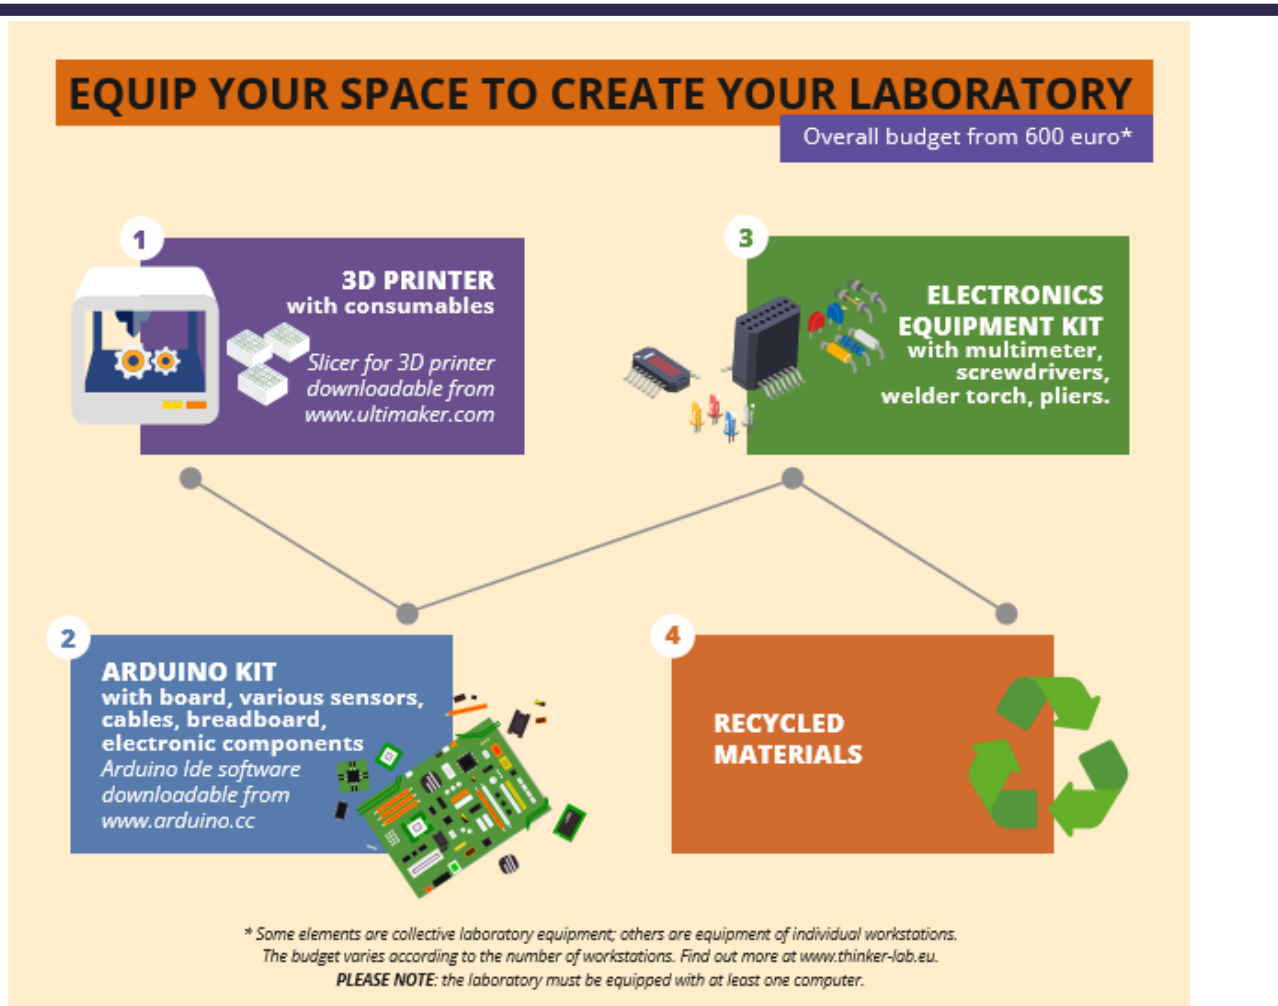 EQUIP YOUR SPACE TO CREATE YOUR LABORATORY
Overall budget from 600 euro*
1
3D PRINTER
with consumables
Slicer for 3D printer
downloadable from
www.ultimaker.com
2
ARDUINO KIT
with board, various sensors,
cables, breadboard,
electronic components
Arduino Ide software
downloadable from
www.arduino.cc
3
ELECTRONICS
EQUIPMENT KIT
with multimeter,
screwdrivers,
welder torch, pliers.
4
RECYCLED
MATERIALS
* Some elements are collective laboratory equipment; others are equipment of individual workstations.
The budget varies according to the number of workstations. Find out more at www.thinker-lab.eu.
PLEASE NOTE: the laboratory must be equipped with at least one computer.